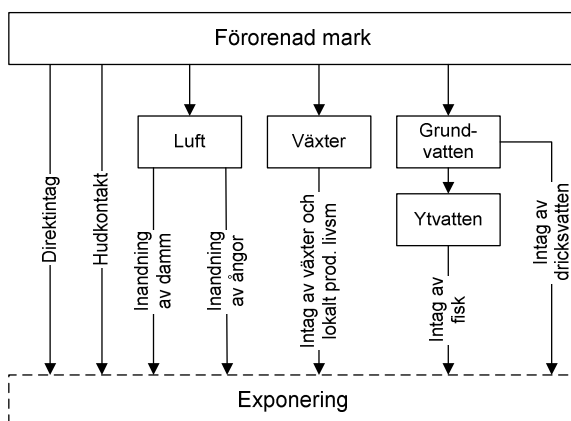 Förorenad mark
Luft
Växter
Grund-
vatten
Ytvatten
Direktintag
Hudkontakt
Inandning
av damm
Inandning
av ångor
Intag av växter och
lokalt prod. livsm
Intag av
fisk
Intag av
dricksvatten
Exponering